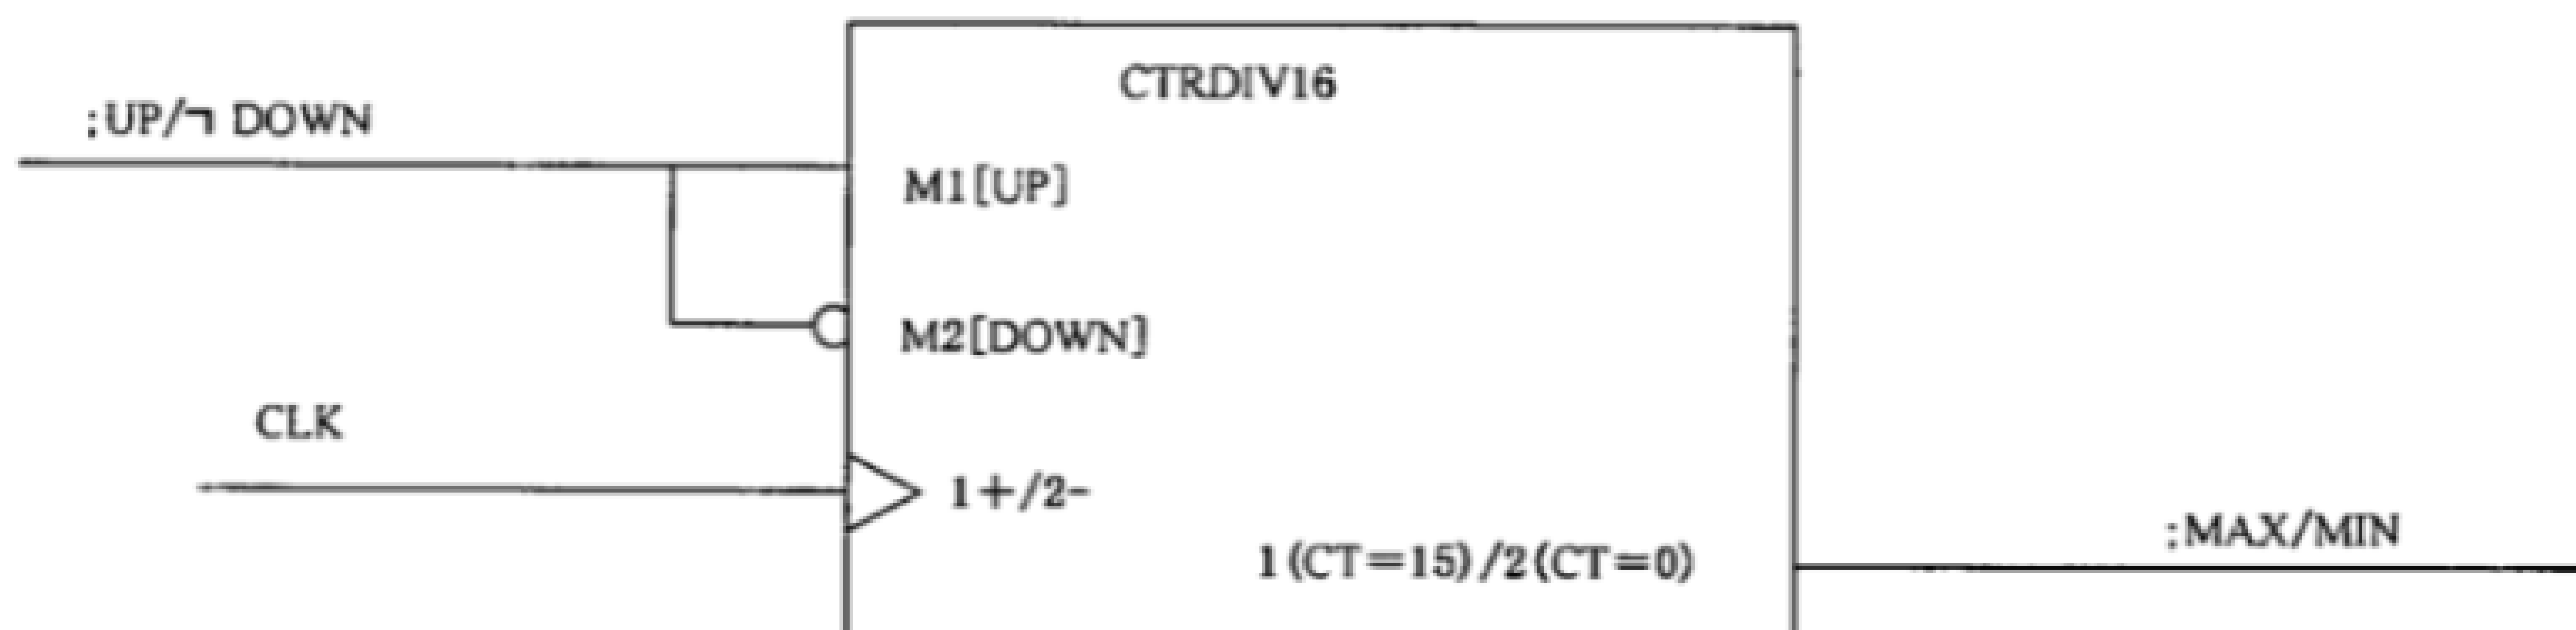 CTRDIV16
;UP/¬ DOWN
M1[UP]
M2[DOWN]
CLK
1+/2-
1(CT=15)/2(CT=0)
;MAX/MIN